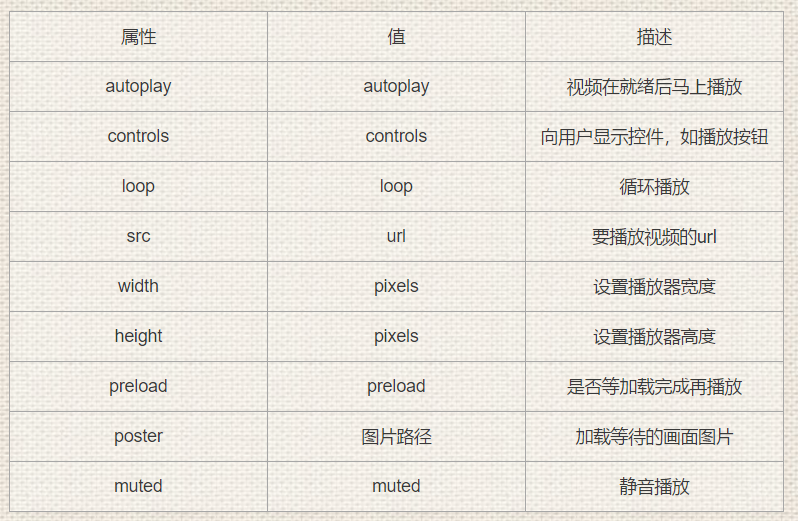 属性 值 描述
autoplay autoplay 视频在就绪后马上播放
controls controls 向用户显示控件，如播放按钮
loop loop 循环播放
src url 要播放视频的url
width pixels 设置播放器宽度
height pixels 设置播放器高度
preload preload 是否等加载完成再播放
poster 图片路径 加载等待的画面图片
muted muted 静音播放